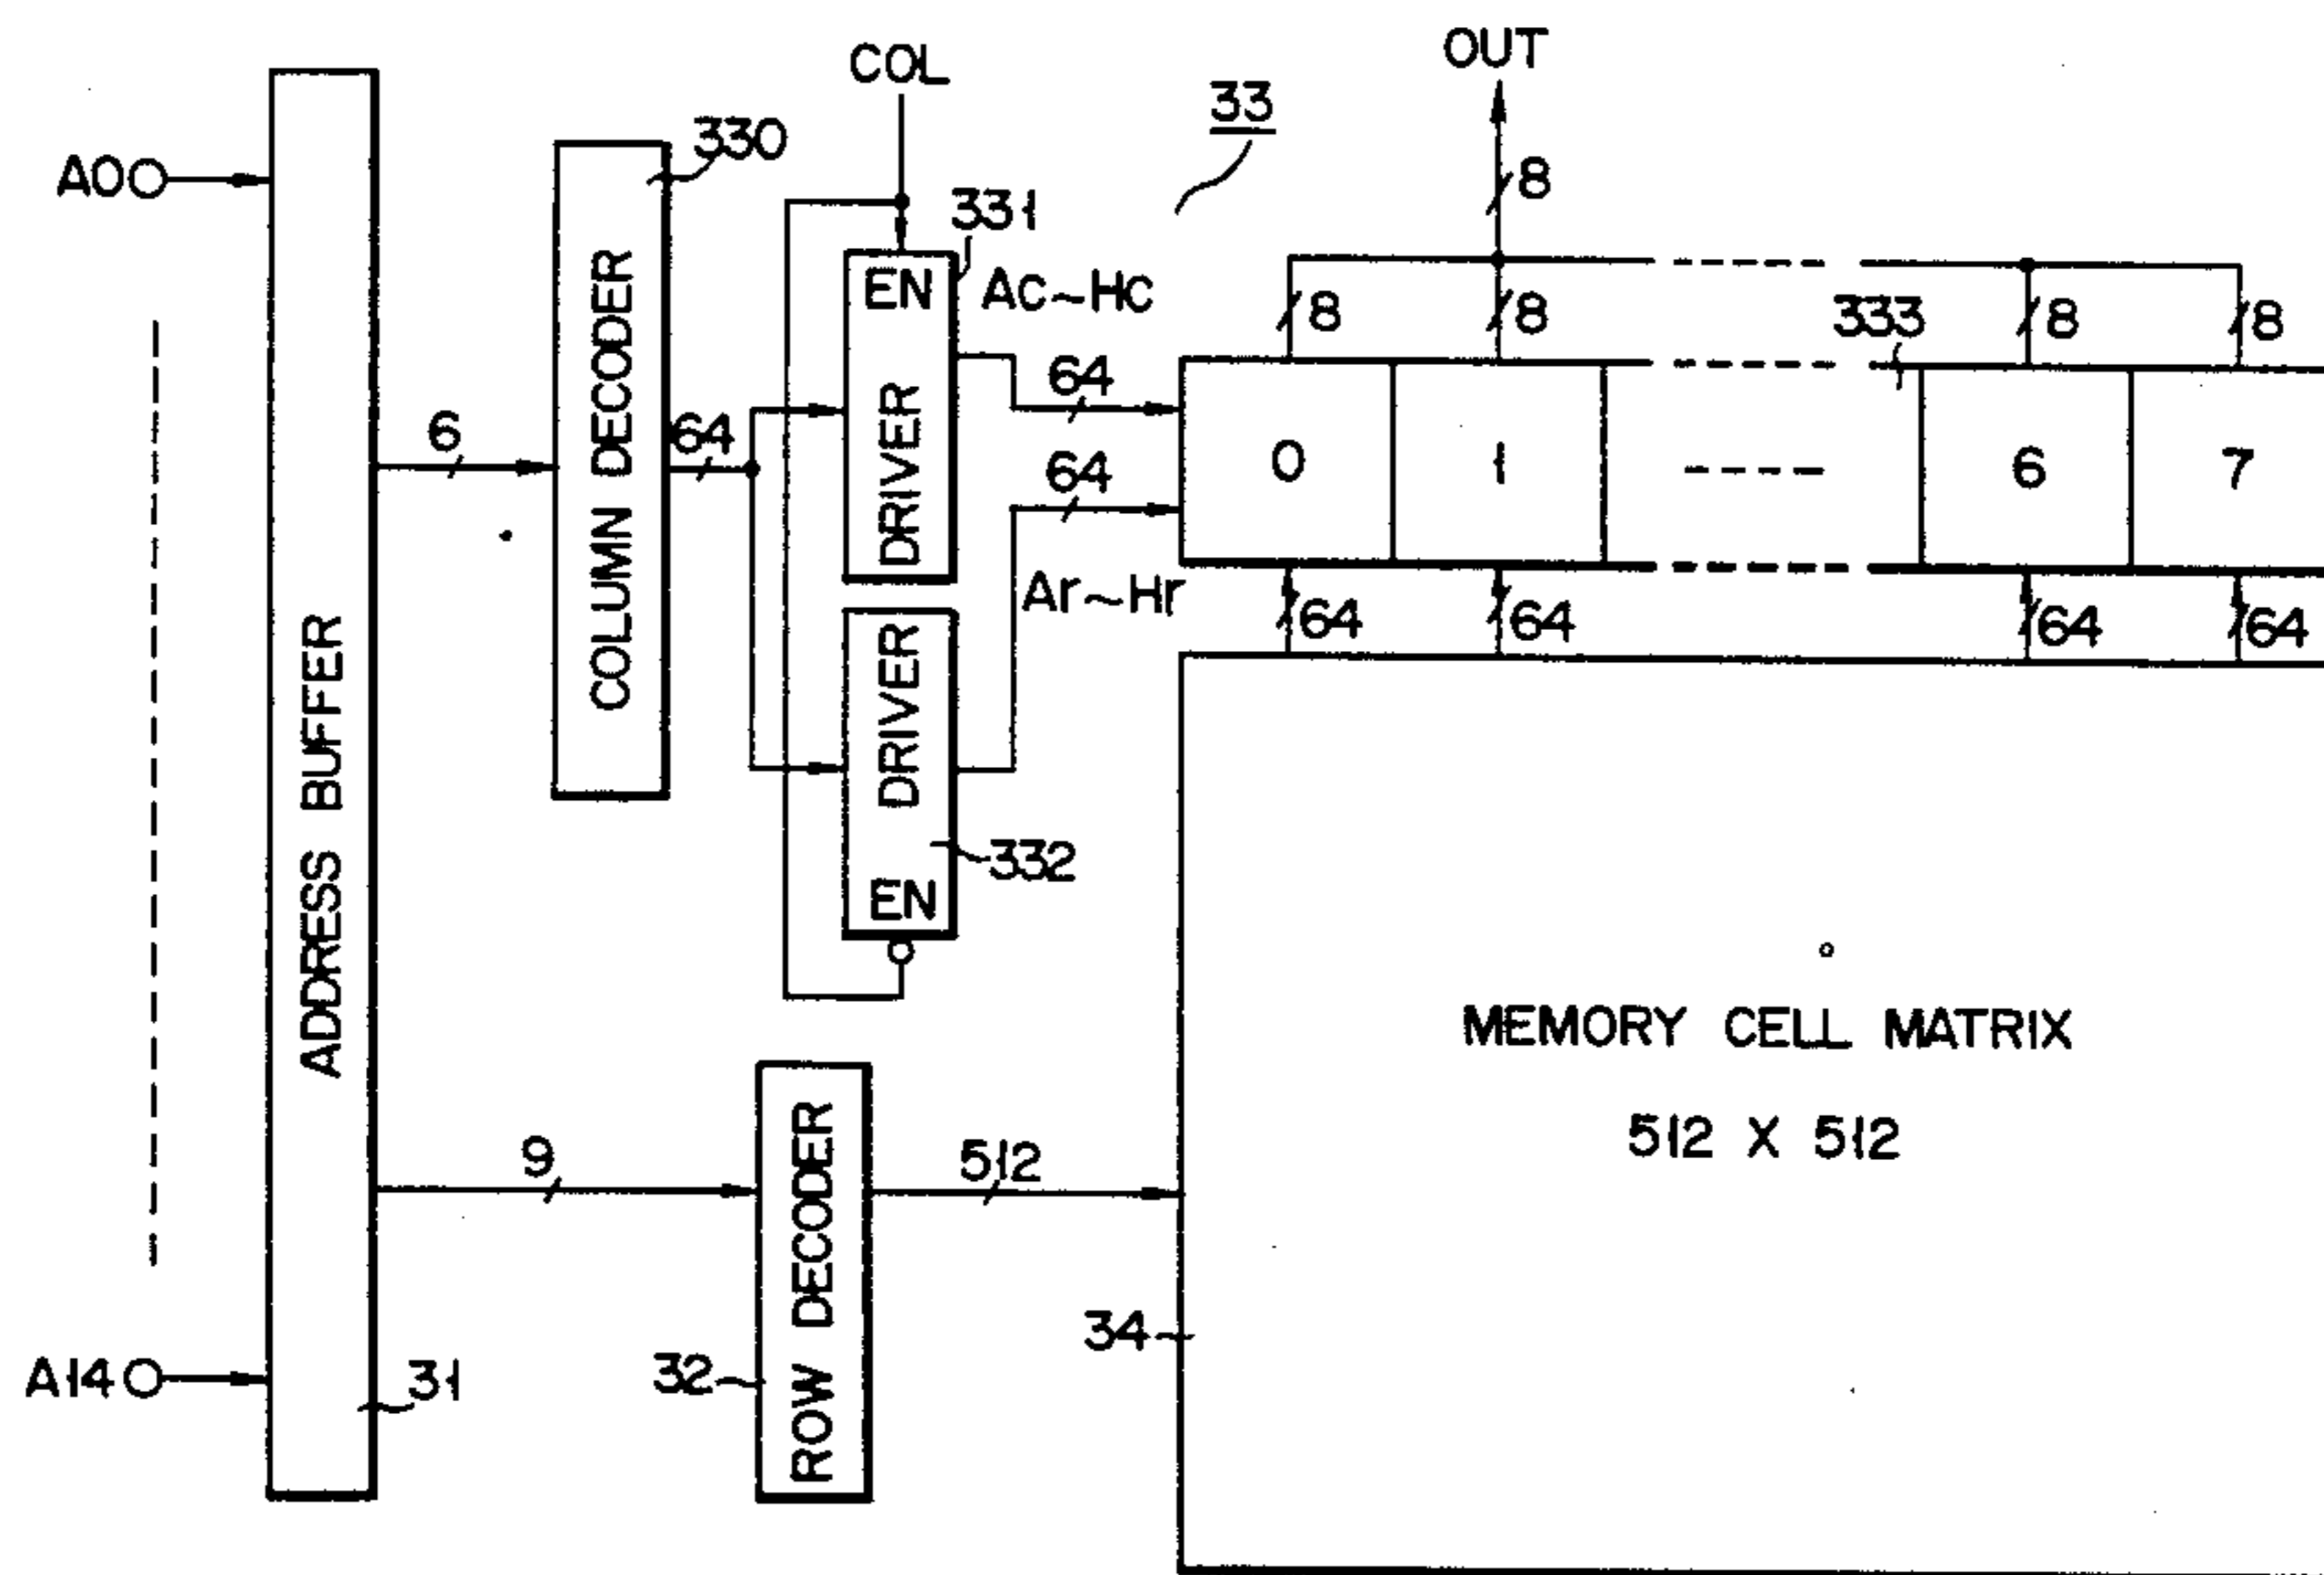 COL
OUT
33
330
A0
8
331
EN
Ac~Hc
8
8
333
8
8
64
6
64
COLUMN DECODER
DRIVER
0
1
6
7
64
Ar~Hr
64
64
64
64
DRIVER
ADDRESS BUFFER
332
EN
MEMORY CELL MATRIX
512 X 512
9
512
ROW DECODER
34
32
A14
31